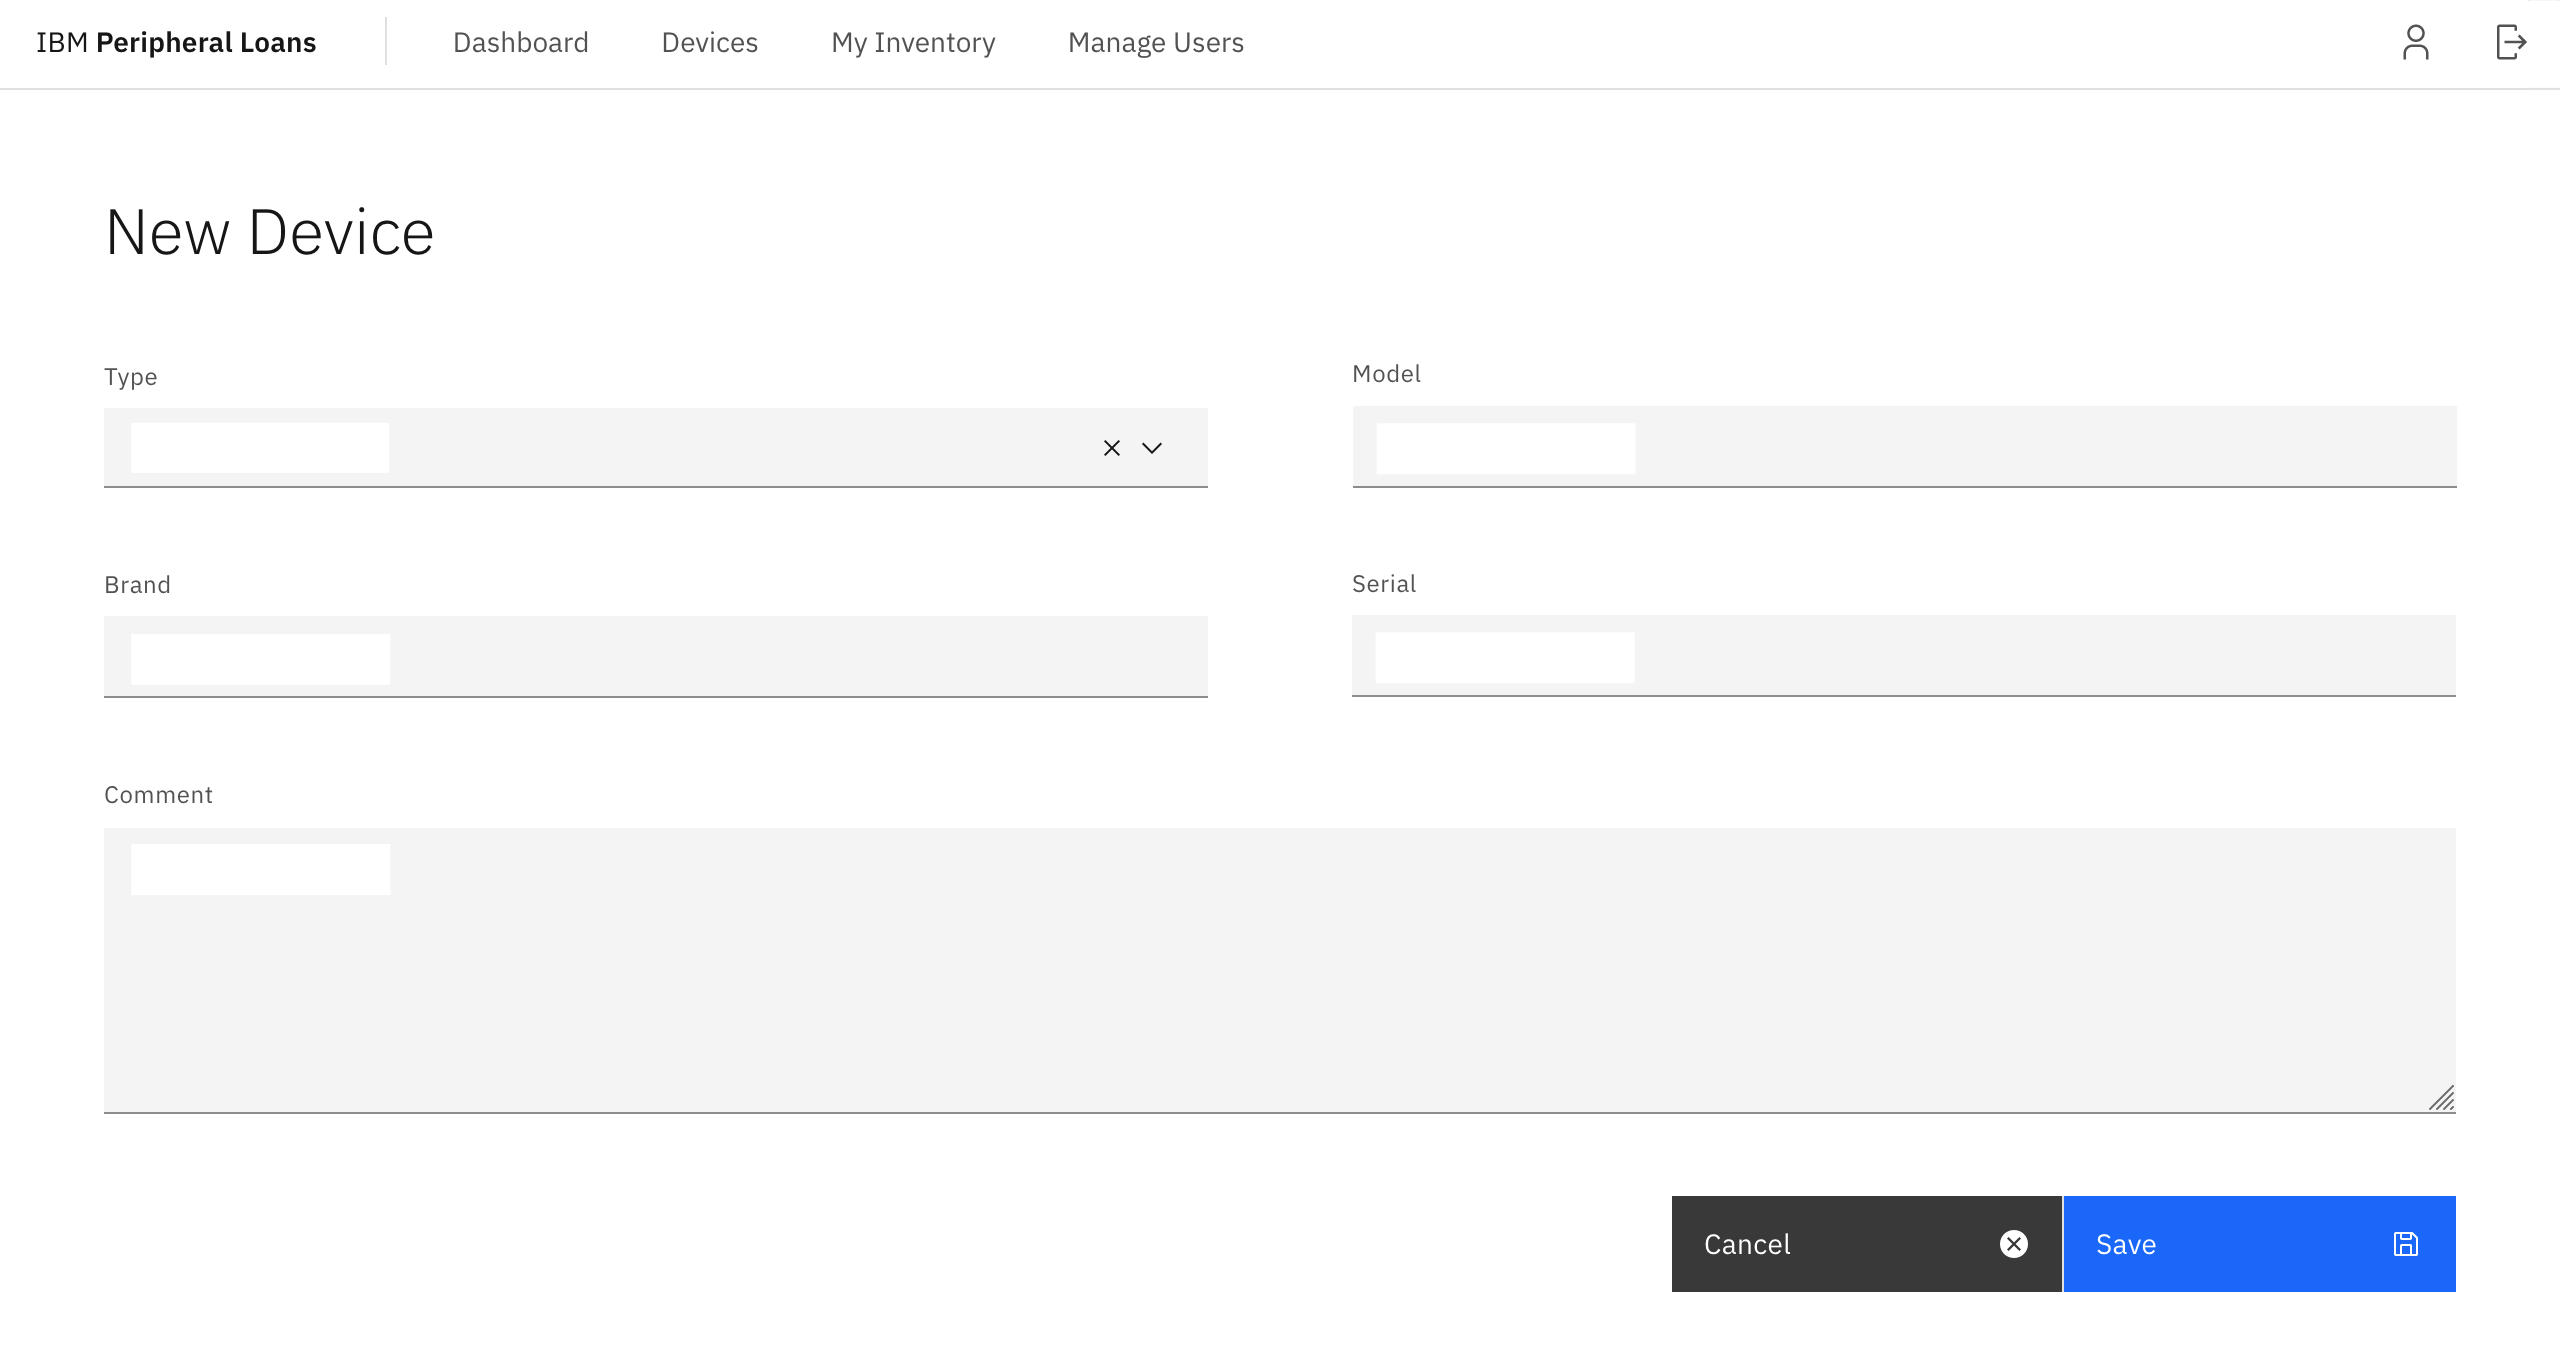 IBM Peripheral Loans Dashboard Devices My Inventory Manage Users
New Device
Type
Model
Brand
Serial
Comment
Cancel
Save